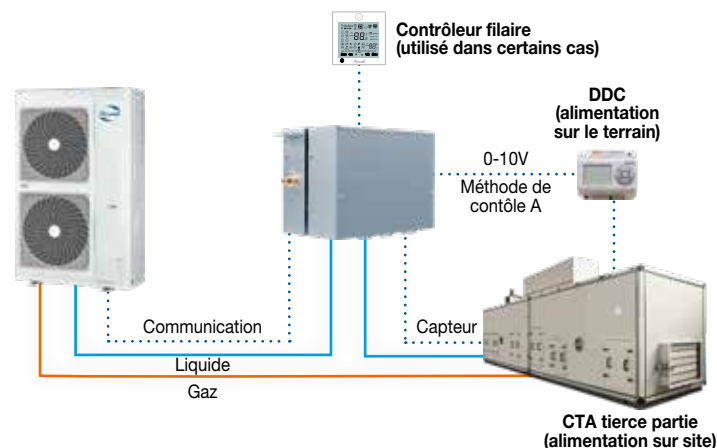 Contrôleur filaire
(utilisé dans certains cas)
DDC
(alimentation
sur le terrain)
0-10V
Méthode de
contôle A
Communication
Capteur
Liquide
Gaz
CTA tierce partie
(alimentation sur site)